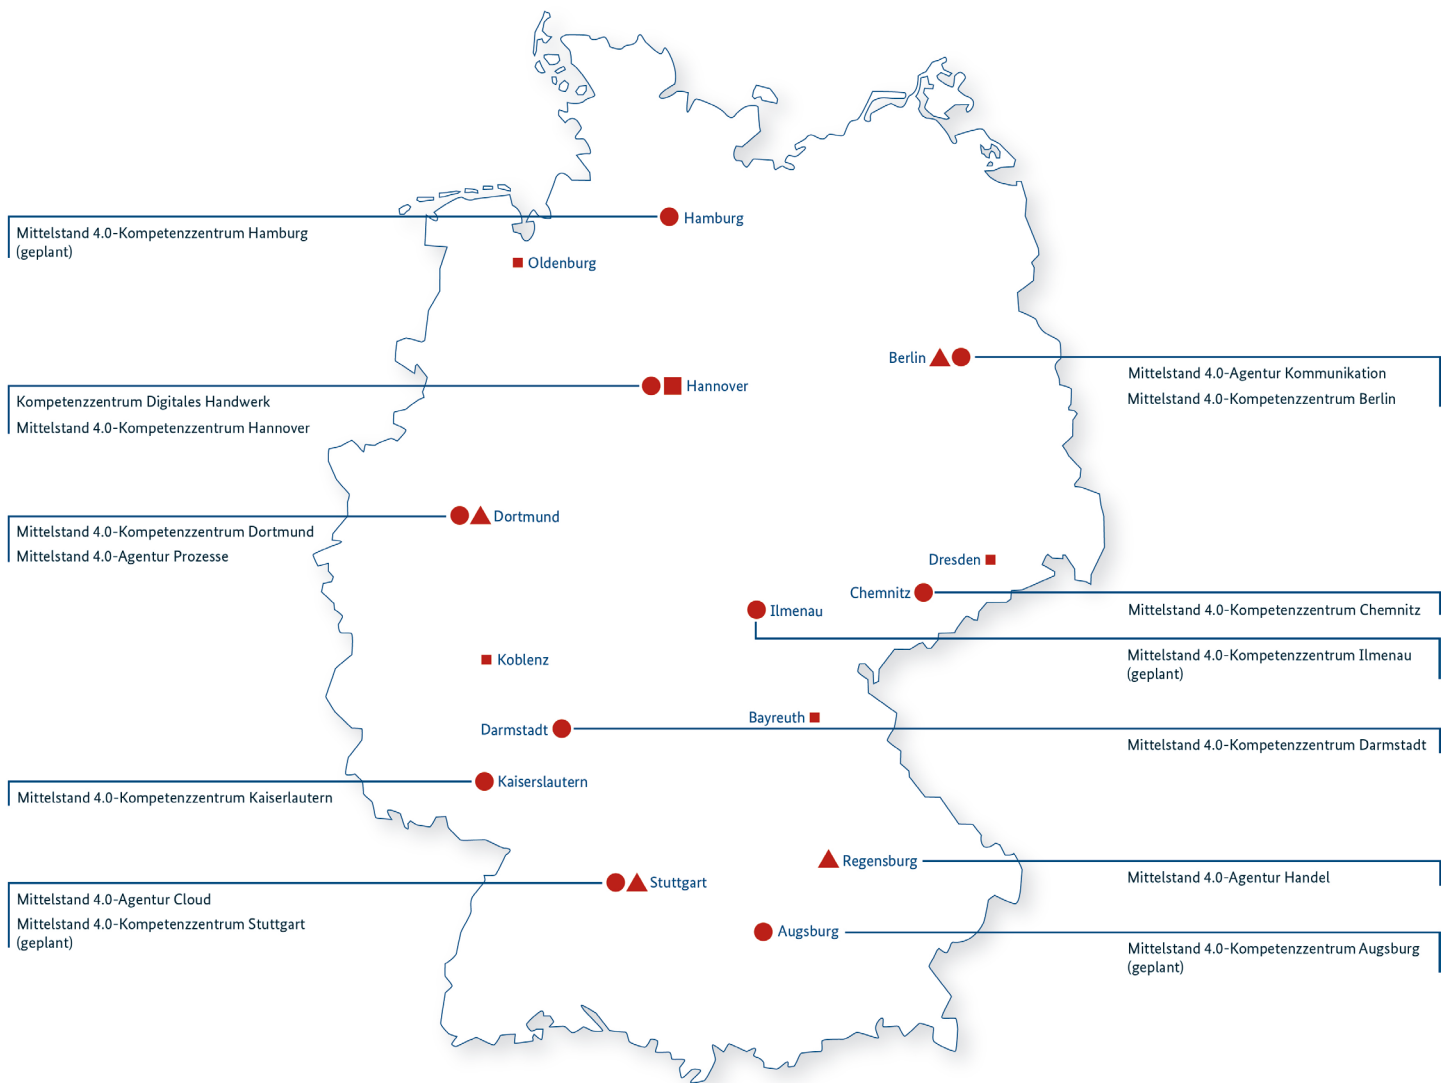 Hamburg
Mittelstand 4.0-Kompetenzzentrum Hamburg
(geplant)
Oldenburg
Berlin
Mittelstand 4.0-Agentur Kommunikation
Mittelstand 4.0-Kompetenzzentrum Berlin
Hannover
Kompetenzzentrum Digitales Handwerk
Mittelstand 4.0-Kompetenzzentrum Hannover
Dortmund
Mittelstand 4.0-Kompetenzzentrum Dortmund
Mittelstand 4.0-Agentur Prozesse
Dresden
Chemnitz
Mittelstand 4.0-Kompetenzzentrum Chemnitz
Ilmenau
Mittelstand 4.0-Kompetenzzentrum Ilmenau
(geplant)
Koblenz
Bayreuth
Darmstadt
Mittelstand 4.0-Kompetenzzentrum Darmstadt
Kaiserslautern
Mittelstand 4.0-Kompetenzzentrum Kaiserlautern
Regensburg
Mittelstand 4.0-Agentur Handel
Stuttgart
Mittelstand 4.0-Agentur Cloud
Mittelstand 4.0-Kompetenzzentrum Stuttgart
(geplant)
Augsburg
Mittelstand 4.0-Kompetenzzentrum Augsburg
(geplant)